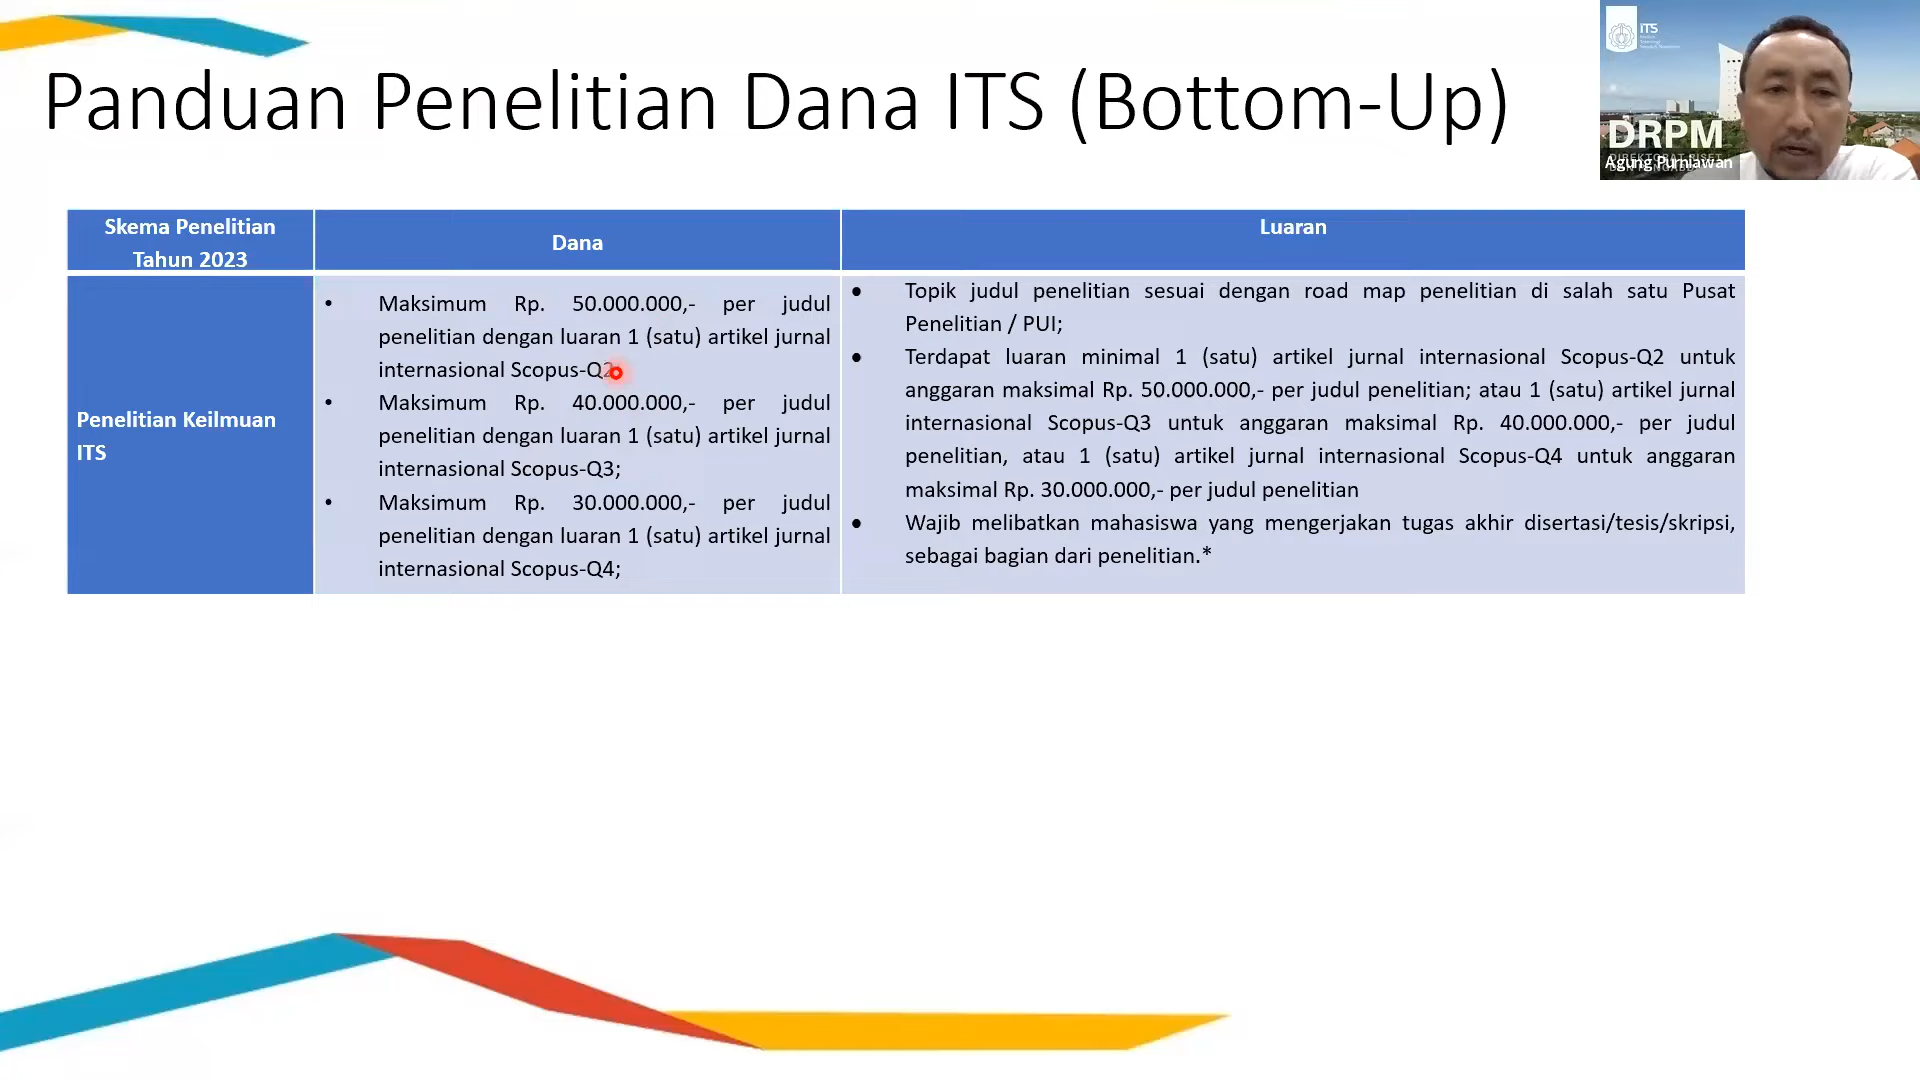 Panduan Penelitian Dana ITS (Bottom-Up)
iTS
DRPM
Agung Purniawan
Skema Penelitian
Tahun 2023
Dana
Luaran
Penelitian Keilmuan
ITS
• Maksimum Rp. 50.000.000,- per judul
penelitian dengan luaran 1 (satu) artikel jurnal
internasional Scopus-Q2
• Maksimum Rp. 40.000.000,- per judul
penelitian dengan luaran 1 (satu) artikel jurnal
internasional Scopus-Q3;
• Maksimum Rp. 30.000.000,- per judul
penelitian dengan luaran 1 (satu) artikel jurnal
internasional Scopus-Q4;
• Topik judul penelitian sesuai dengan road map penelitian di salah satu Pusat
Penelitian / PUI;
• Terdapat luaran minimal 1 (satu) artikel jurnal internasional Scopus-Q2 untuk
anggaran maksimal Rp. 50.000.000,- per judul penelitian; atau 1 (satu) artikel jurnal
internasional Scopus-Q3 untuk anggaran maksimal Rp. 40.000.000,- per judul
penelitian, atau 1 (satu) artikel jurnal internasional Scopus-Q4 untuk anggaran
maksimal Rp. 30.000.000,- per judul penelitian
• Wajib melibatkan mahasiswa yang mengerjakan tugas akhir disertasi/tesis/skripsi,
sebagai bagian dari penelitian.*